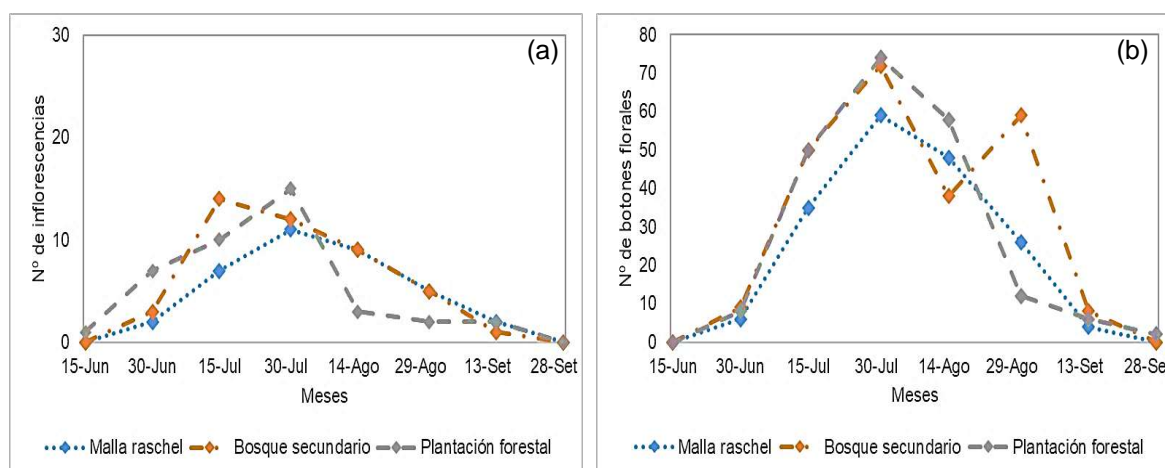 (a)
30
20
10
0
Nº de inflorescencias
15-Jun 30-Jun 15-Jul 30-Jul 14-Ago 29-Ago 13-Set 28-Set
Meses
Malla raschel Bosque secundario Plantación forestal
(b)
80
70
60
50
40
30
20
10
0
Nº de botones florales
15-Jun 30-Jun 15-Jul 30-Jul 14-Ago 29-Ago 13-Set 28-Set
Meses
Malla raschel Bosque secundario Plantación forestal